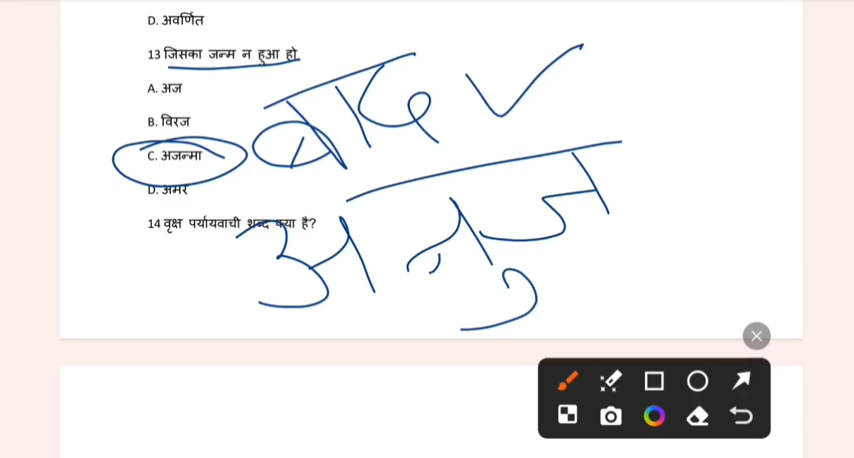 D. अवर्णित
13 जिसका जन्म न हुआ हो
A. अज
B. विरज
C. अजन्मा
D. अमर
14 वृक्ष पर्यायवाची शब्द क्या है?
बाद
अनुज